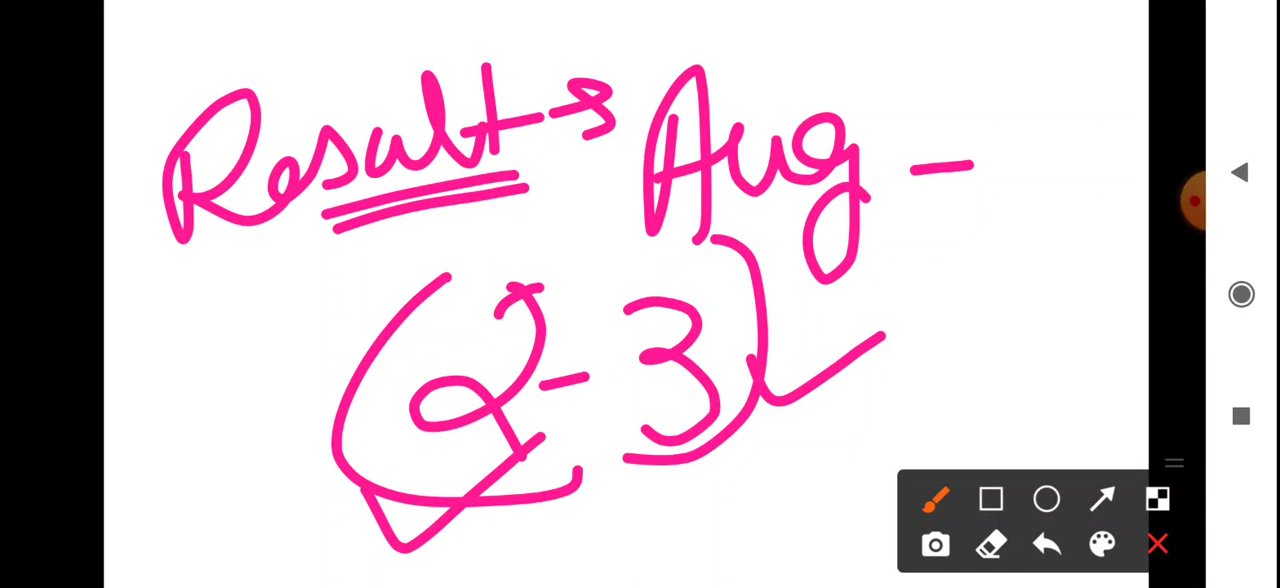 Result → Aug -
(2 - 3)